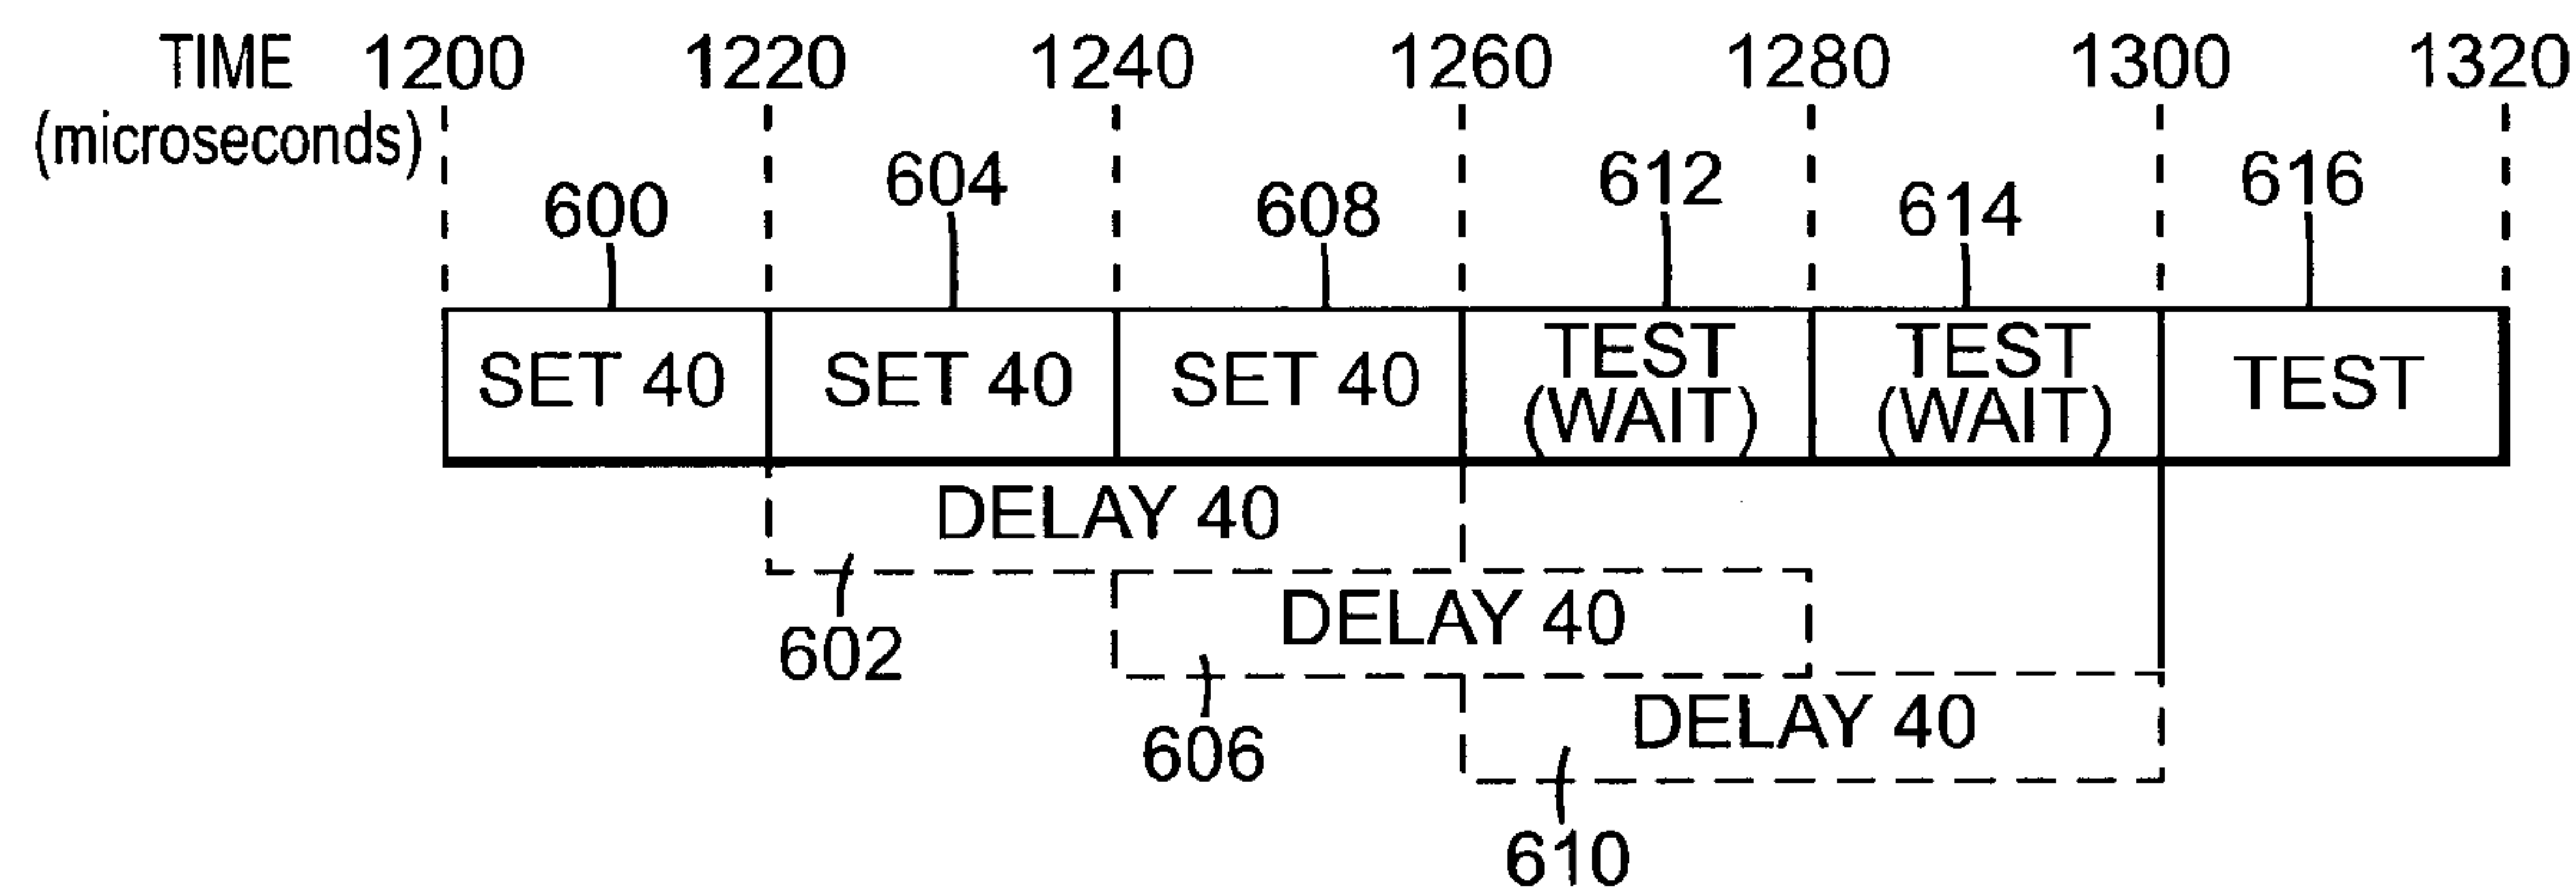 TIME 1200 1220 1240 1260 1280 1300 1320
(microseconds)
600 604 608 612 614 616
SET 40 SET 40 SET 40 TEST (WAIT) TEST (WAIT) TEST
DELAY 40
602
DELAY 40
606
DELAY 40
610